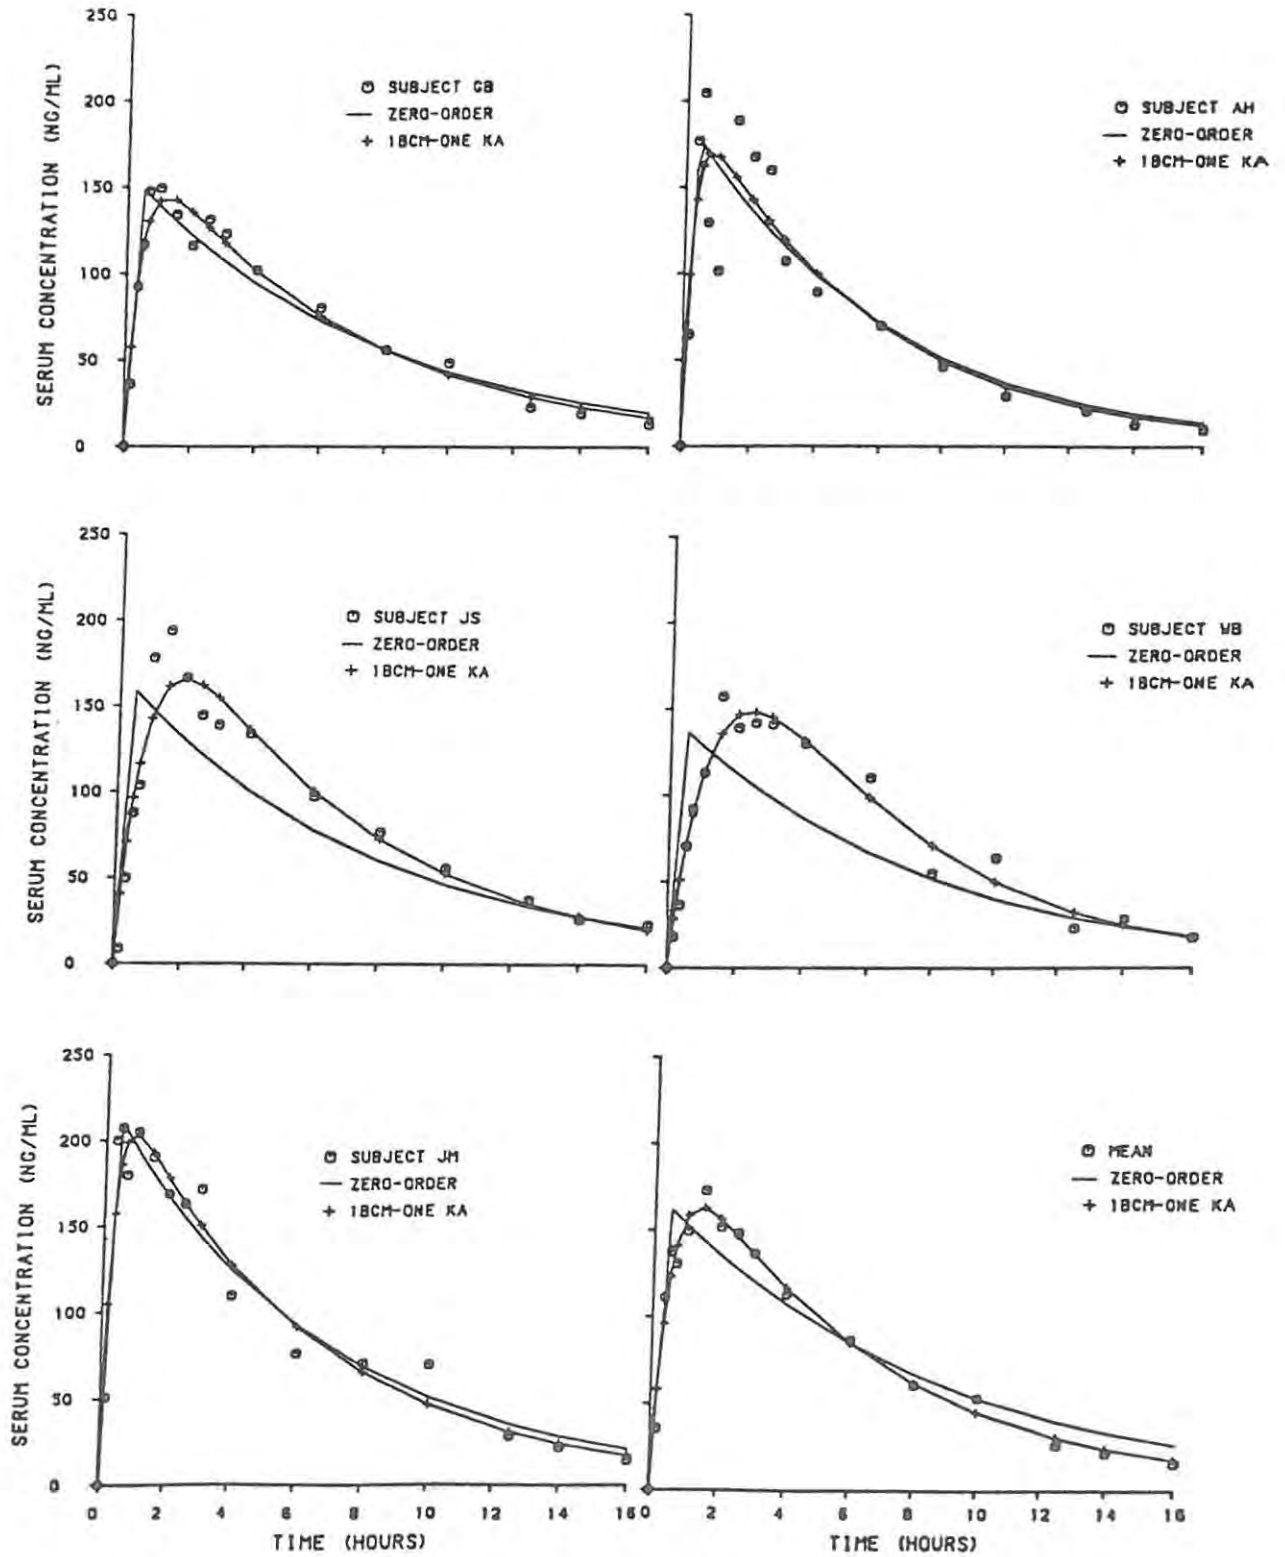 250
200
150
100
50
0
SERUM CONCENTRATION (NG/ML)
SUBJECT GB
ZERO-ORDER
1BCM-ONE KA
SUBJECT AH
ZERO-ORDER
1BCM-ONE KA
250
200
150
100
50
0
SERUM CONCENTRATION (NG/ML)
SUBJECT JS
ZERO-ORDER
1BCM-ONE KA
SUBJECT WB
ZERO-ORDER
1BCM-ONE KA
250
200
150
100
50
0
SERUM CONCENTRATION (NG/ML)
SUBJECT JM
ZERO-ORDER
1BCM-ONE KA
0 2 4 6 8 10 12 14 16
TIME (HOURS)
MEAN
ZERO-ORDER
1BCM-ONE KA
0 2 4 6 8 10 12 14 16
TIME (HOURS)